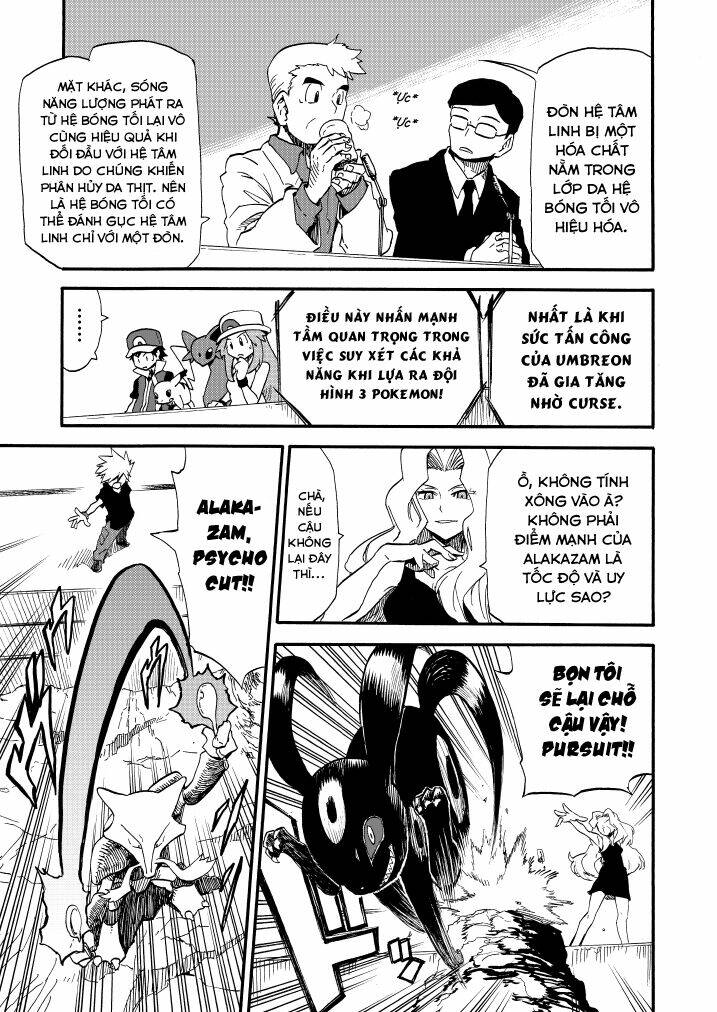 ĐÒN HỆ TÂM
LINH BỊ MỘT
HÓA CHẤT
NẰM TRONG
LỚP DA HỆ
BÓNG TỐI VÔ
HIỆU HÓA.
*ực*
*ực*
MẶT KHÁC, SÓNG
NĂNG LƯỢNG PHÁT RA
TỪ HỆ BÓNG TỐI LẠI VÔ
CÙNG HIỆU QUẢ KHI
ĐỐI ĐẦU VỚI HỆ TÂM
LINH DO CHÚNG KHIẾN
PHÂN HỦY DA THỊT. NÊN
LÀ HỆ BÓNG TỐI CÓ
THỂ ĐÁNH GỤC HỆ TÂM
LINH CHỈ VỚI MỘT ĐÒN.
NHẤT LÀ KHI
SỨC TẤN CÔNG
CỦA UMBREON
ĐÃ GIA TĂNG
NHỜ CURSE.
ĐIỀU NÀY NHẤN MẠNH
TẦM QUAN TRỌNG TRONG
VIỆC SUY XÉT CÁC KHẢ
NĂNG KHI LỰA RA ĐỘI
HÌNH 3 POKEMON!
......
Ồ, KHÔNG TÍNH
XÔNG VÀO À?
KHÔNG PHẢI
ĐIỂM MẠNH CỦA
ALAKAZAM LÀ
TỐC ĐỘ VÀ UY
LỰC SAO?
CHÀ,
NẾU
CẬU
KHÔNG
LẠI ĐÂY
THÌ...
BỌN TÔI
SẼ LẠI CHỖ
CẬU VẬY!
PURSUIT!!
ALAKA-
ZAM,
PSYCHO
CUT!!